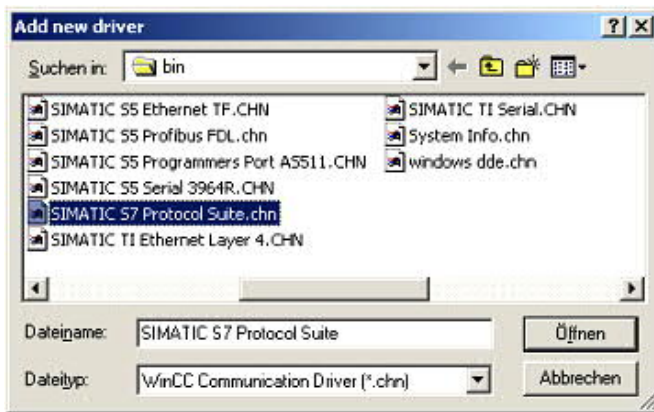 Add new driver
Suchen in: bin
SIMATIC S5 Ethernet TF.CHN
SIMATIC S5 Profibus FDL.chn
SIMATIC S5 Programmers Port AS511.CHN
SIMATIC S5 Serial 3964R.CHN
SIMATIC S7 Protocol Suite.chn
SIMATIC TI Ethernet Layer 4.CHN
SIMATIC TI Serial.CHN
System Info.chn
windows dde.chn
Dateiname: SIMATIC S7 Protocol Suite Öffnen
Dateityp: WinCC Communication Driver (*.chn) Abbrechen